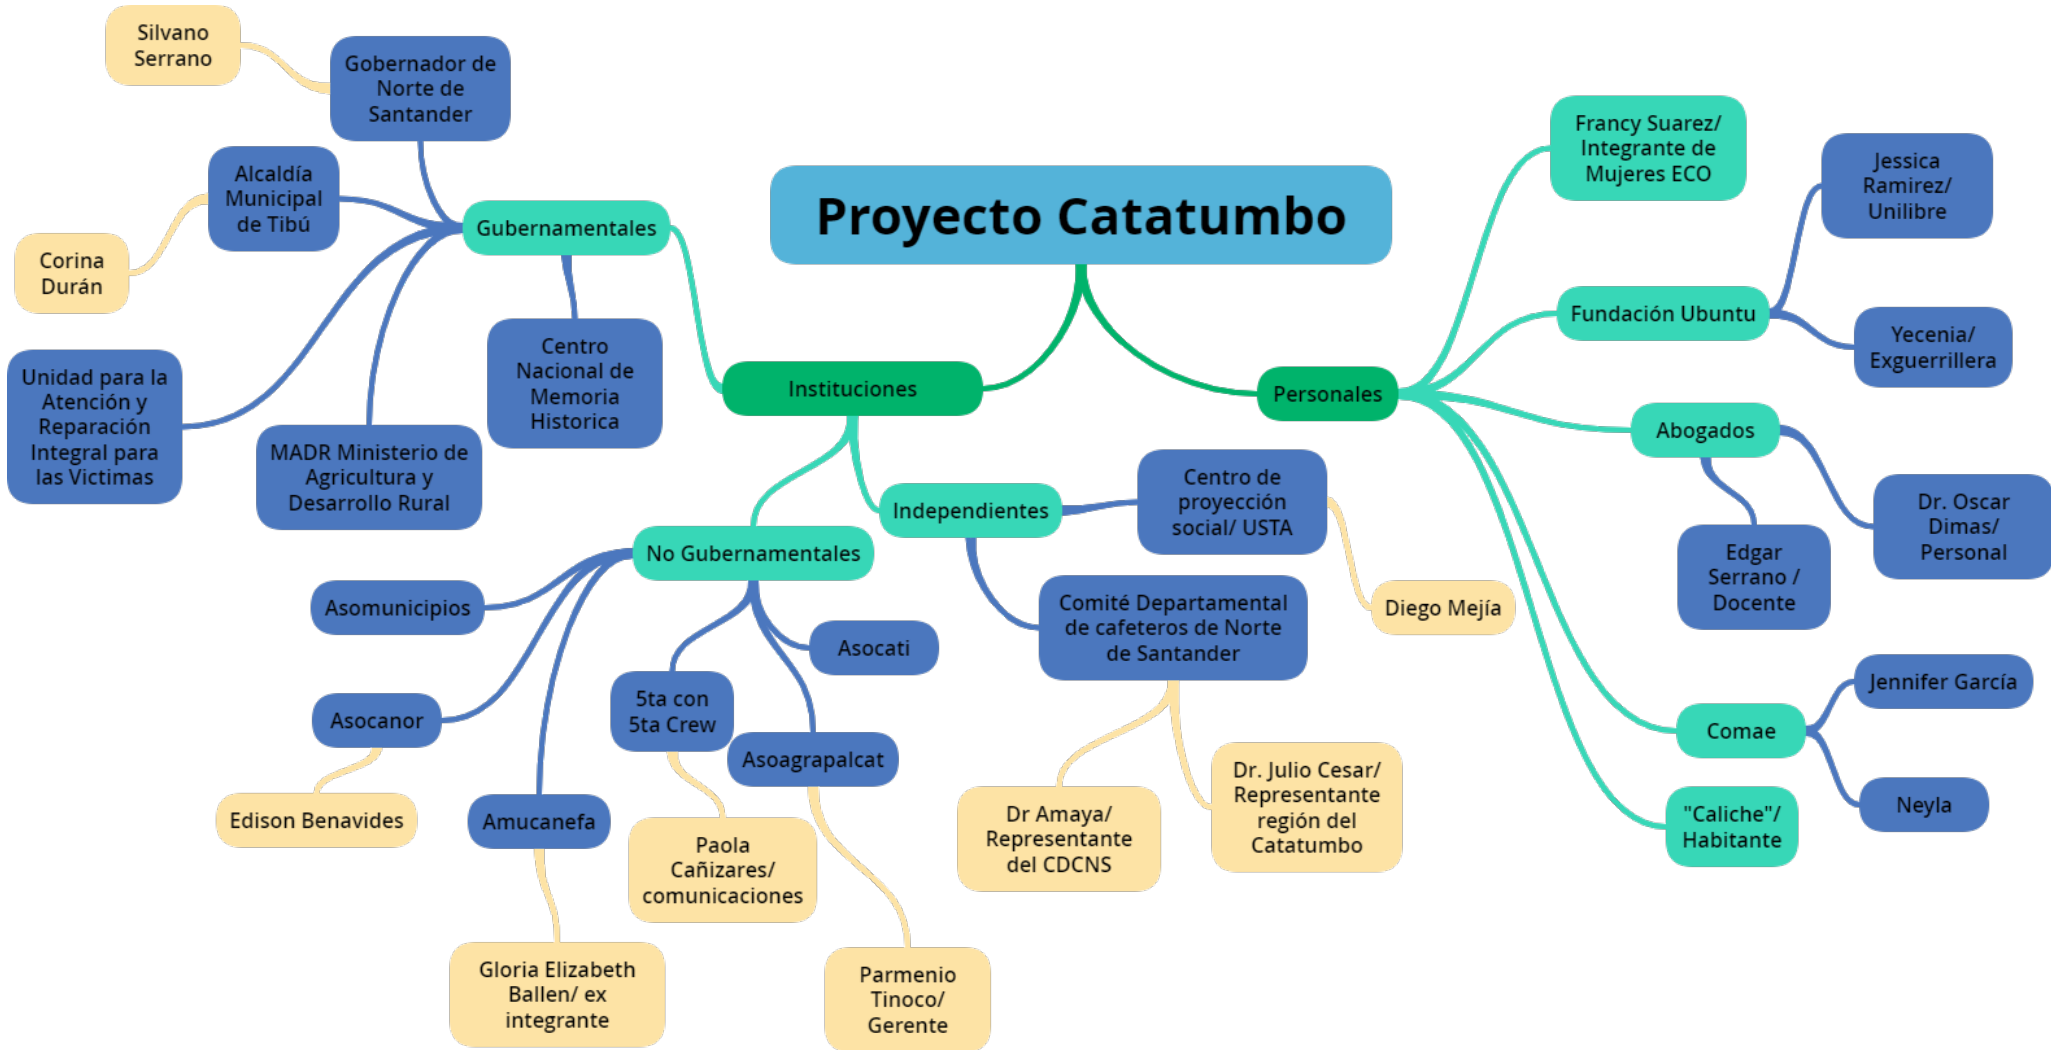 Proyecto Catatumbo
Instituciones
Personales
Gubernamentales
Gobernador de
Norte de
Santander
Silvano
Serrano
Alcaldía
Municipal
de Tibú
Corina
Durán
Unidad para la
Atención y
Reparación
Integral para
las Victimas
MADR Ministerio de
Agricultura y
Desarrollo Rural
Centro
Nacional de
Memoria
Historica
No Gubernamentales
Asomunicipios
Asocanor
Edison Benavides
Amucanefa
Gloria Elizabeth
Ballen/ ex
integrante
5ta con
5ta Crew
Paola
Cañizares/
comunicaciones
Asoagrapalcat
Parmenio
Tinoco/
Gerente
Asocati
Independientes
Centro de
proyección
social/ USTA
Diego Mejía
Comité Departamental
de cafeteros de Norte
de Santander
Dr Amaya/
Representante
del CDCNS
Dr. Julio Cesar/
Representante
región del
Catatumbo
Francy Suarez/
Integrante de
Mujeres ECO
Fundación Ubuntu
Jessica
Ramirez/
Unilibre
Yecenia/
Exguerrillera
Abogados
Edgar
Serrano /
Docente
Dr. Oscar
Dimas/
Personal
Comae
Jennifer García
Neyla
"Caliche"/
Habitante